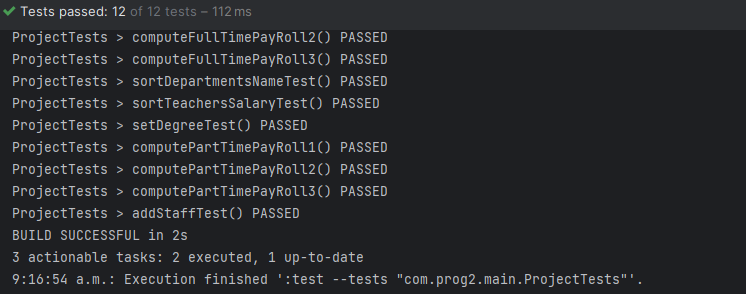 Tests passed: 12 of 12 tests – 112 ms
ProjectTests > computeFullTimePayRoll2() PASSED
ProjectTests > computeFullTimePayRoll3() PASSED
ProjectTests > sortDepartmentsNameTest() PASSED
ProjectTests > sortTeachersSalaryTest() PASSED
ProjectTests > setDegreeTest() PASSED
ProjectTests > computePartTimePayRoll1() PASSED
ProjectTests > computePartTimePayRoll2() PASSED
ProjectTests > computePartTimePayRoll3() PASSED
ProjectTests > addStaffTest() PASSED
BUILD SUCCESSFUL in 2s
3 actionable tasks: 2 executed, 1 up-to-date
9:16:54 a.m.: Execution finished ':test --tests "com.prog2.main.ProjectTests"'.